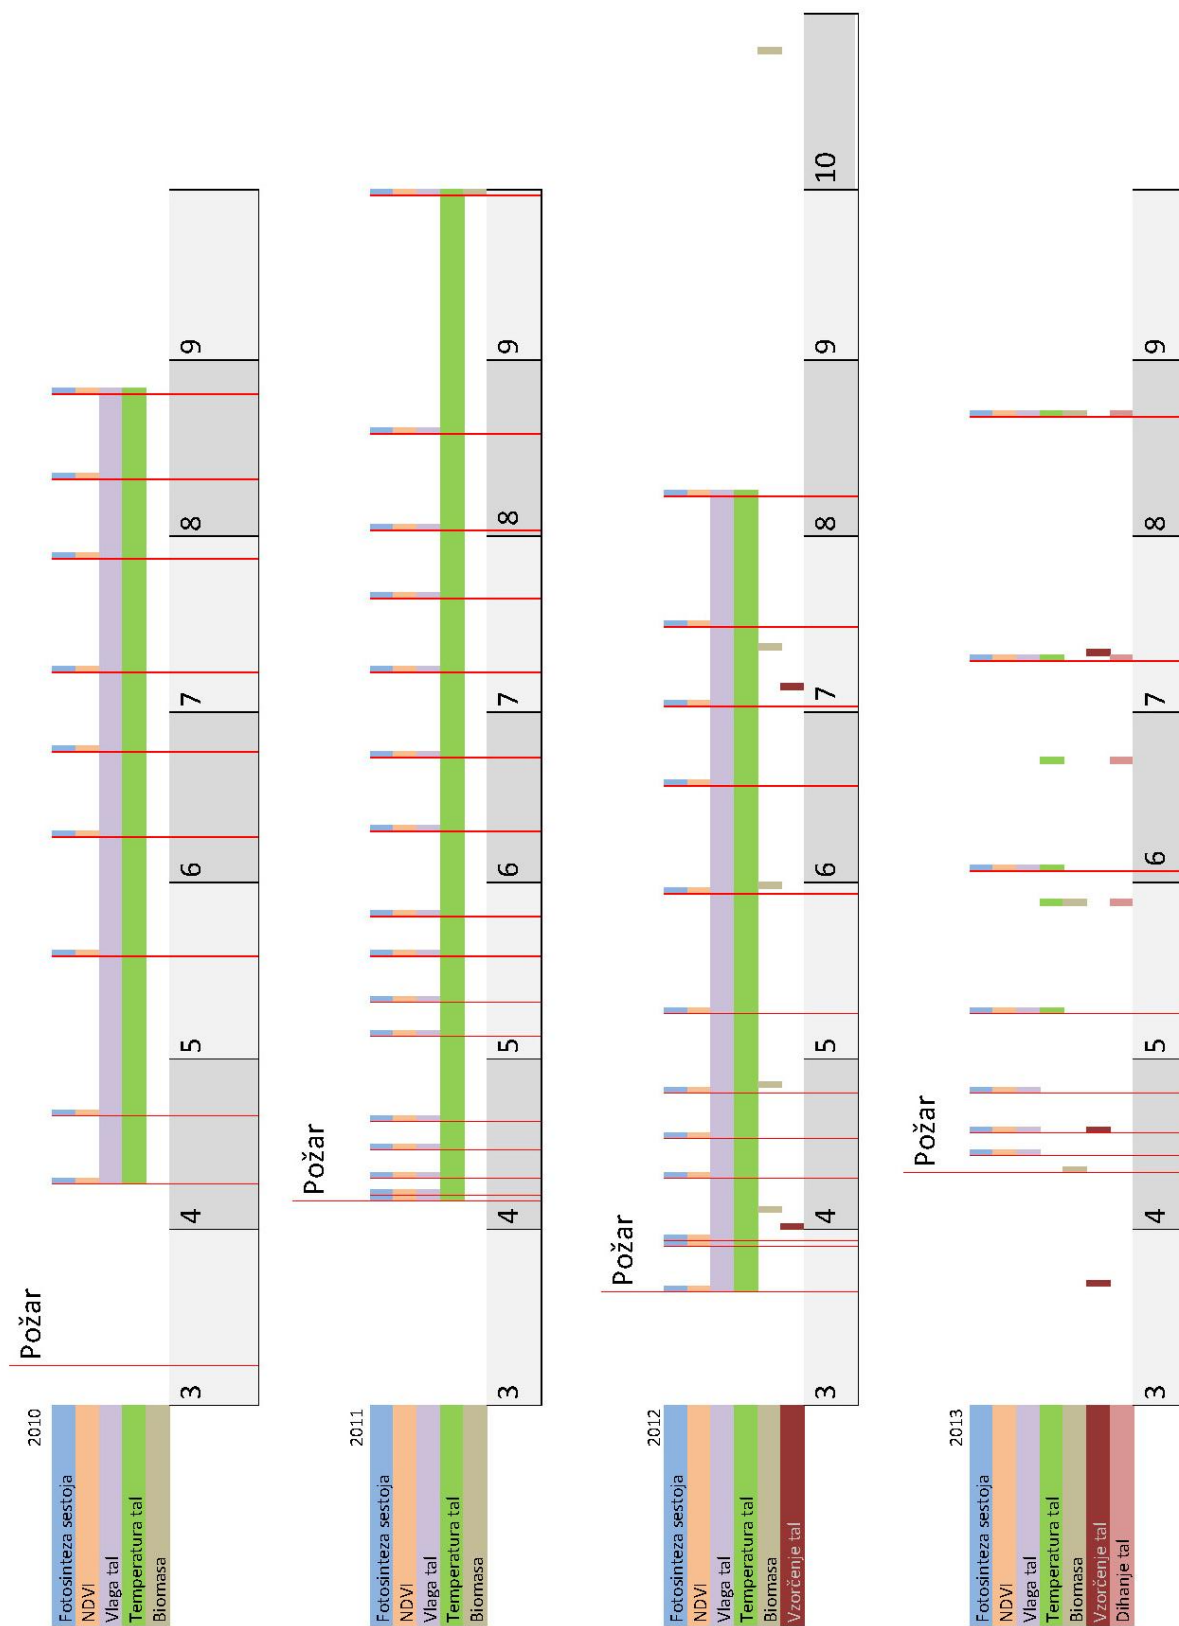 2010
Požar
Fotosinteza sestoja
NDVI
Vlaga tal
Temperatura tal
Biomasa
3 4 5 6 7 8 9
2011
Požar
Fotosinteza sestoja
NDVI
Vlaga tal
Temperatura tal
Biomasa
3 4 5 6 7 8 9
2012
Požar
Fotosinteza sestoja
NDVI
Vlaga tal
Temperatura tal
Biomasa
Vzorčenje tal
3 4 5 6 7 8 9 10
2013
Požar
Fotosinteza sestoja
NDVI
Vlaga tal
Temperatura tal
Biomasa
Vzorčenje tal
Dihanje tal
3 4 5 6 7 8 9